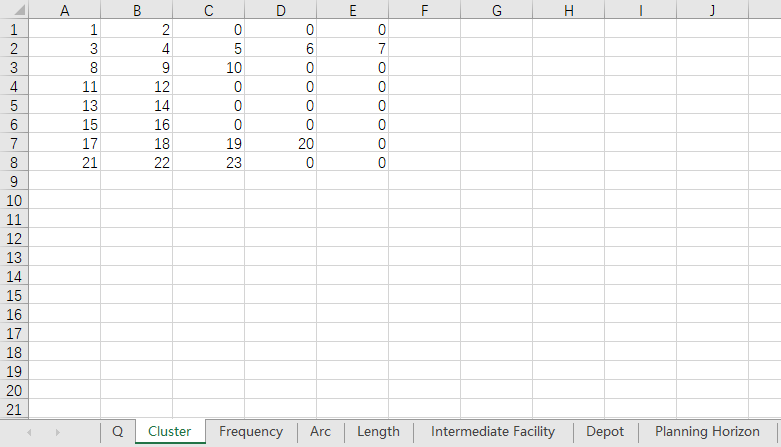 A B C D E F G H I J
1 1 2 0 0 0
2 3 4 5 6 7
3 8 9 10 0 0
4 11 12 0 0 0
5 13 14 0 0 0
6 15 16 0 0 0
7 17 18 19 20 0
8 21 22 23 0 0
9
10
11
12
13
14
15
16
17
18
19
20
21
Q Cluster Frequency Arc Length Intermediate Facility Depot Planning Horizon